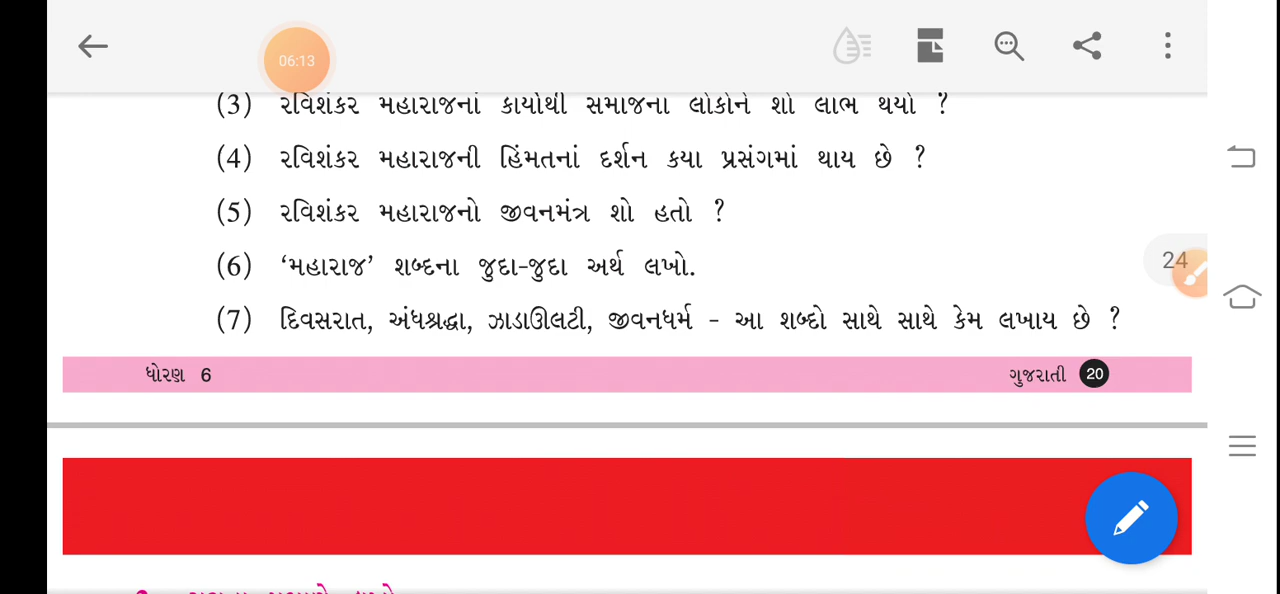 06:13
(3) રવિશંકર મહારાજનાં કાર્યોથી સમાજના લોકોને શો લાભ થયો ?
(4) રવિશંકર મહારાજની હિંમતનાં દર્શન કયા પ્રસંગમાં થાય છે ?
(5) રવિશંકર મહારાજનો જીવનમંત્ર શો હતો ?
(6) ‘મહારાજ’ શબ્દના જુદા-જુદા અર્થ લખો.
24
(7) દિવસરાત, અંધશ્રદ્ધા, ઝાડાઊલટી, જીવનધર્મ - આ શબ્દો સાથે સાથે કેમ લખાય છે ?
ધોરણ 6 ગુજરાતી 20